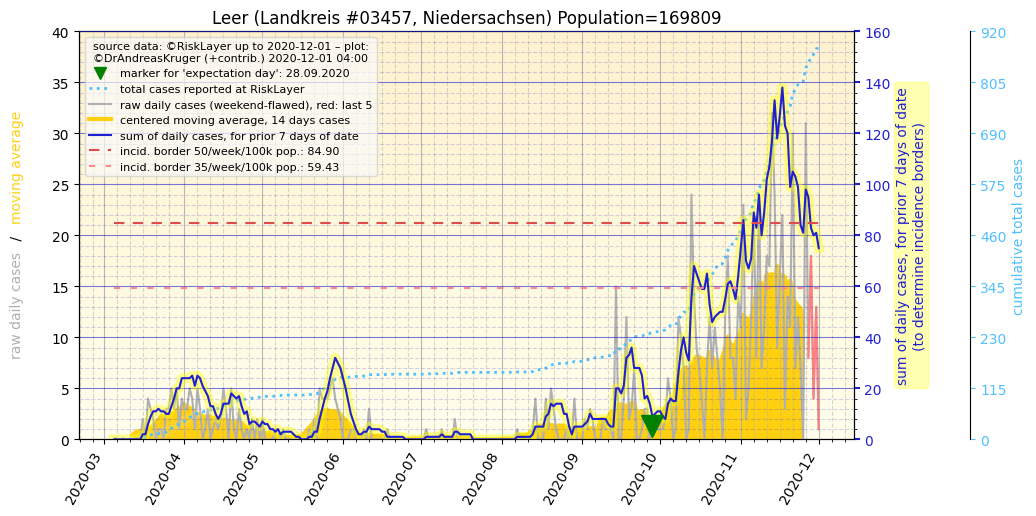 Leer (Landkreis #03457, Niedersachsen) Population=169809
source data: ©RiskLayer up to 2020-12-01 – plot:
©DrAndreasKruger (+contrib.) 2020-12-01 04:00
marker for 'expectation day': 28.09.2020
total cases reported at RiskLayer
raw daily cases (weekend-flawed), red: last 5
centered moving average, 14 days cases
sum of daily cases, for prior 7 days of date
incid. border 50/week/100k pop.: 84.90
incid. border 35/week/100k pop.: 59.43
raw daily cases / moving average
40
35
30
25
20
15
10
5
0
2020-03
2020-04
2020-05
2020-06
2020-07
2020-08
2020-09
2020-10
2020-11
2020-12
160
140
120
100
80
60
40
20
0
sum of daily cases, for prior 7 days of date
(to determine incidence borders)
920
805
690
575
460
345
230
115
0
cumulative total cases